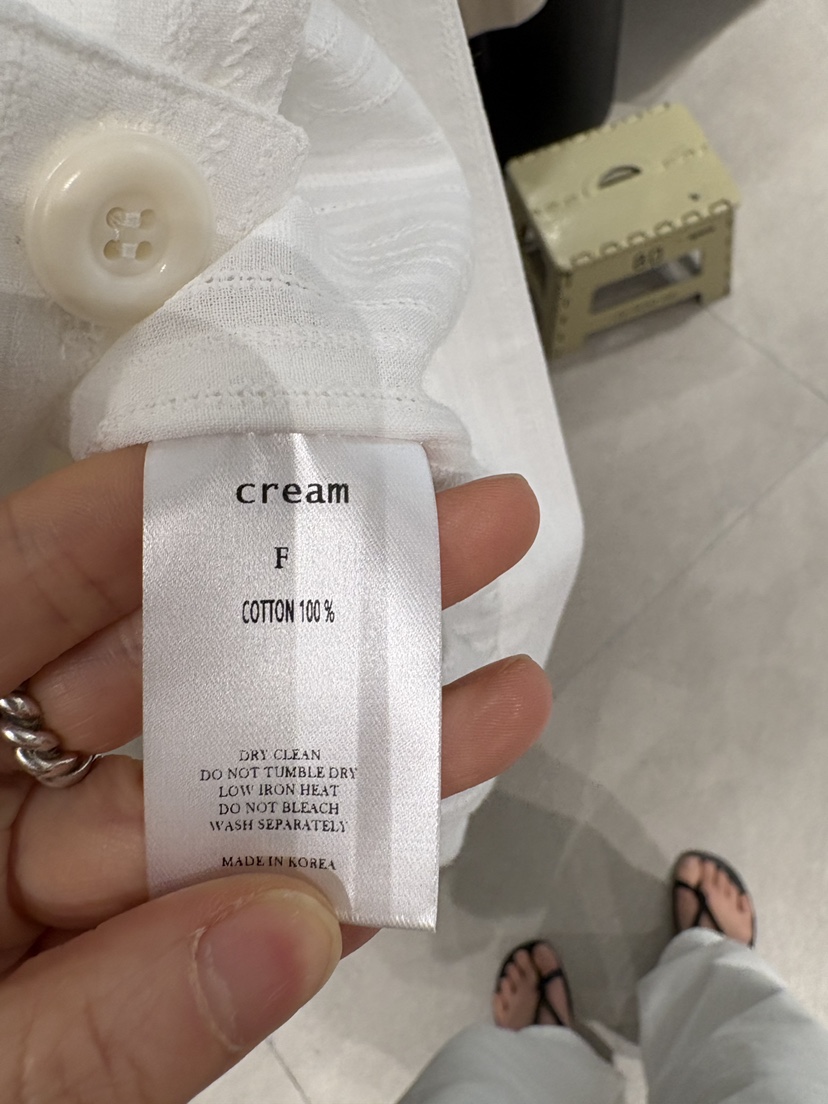 cream
F
COTTON 100%
DRY CLEAN
DO NOT TUMBLE DRY
LOW IRON HEAT
DO NOT BLEACH
WASH SEPARATELY
MADE IN KOREA